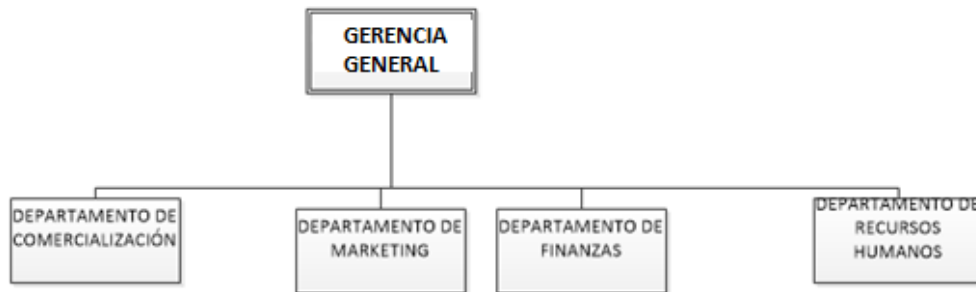 GERENCIA
GENERAL
DEPARTAMENTO DE
COMERCIALIZACIÓN
DEPARTAMENTO DE
MARKETING
DEPARTAMENTO DE
FINANZAS
DEPARTAMENTO DE
RECURSOS
HUMANOS